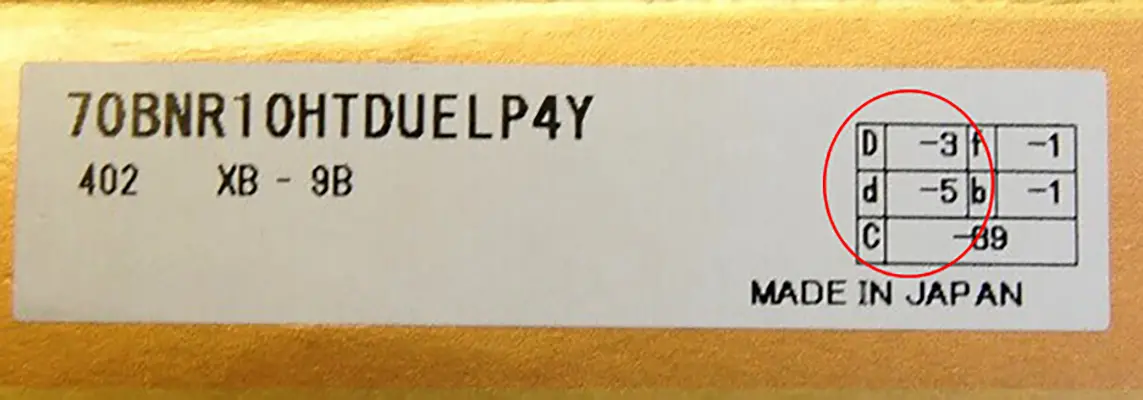 70BNR10HTDUELP4Y
402 XB - 9B
D -3 f -1
d -5 b -1
C -89
MADE IN JAPAN